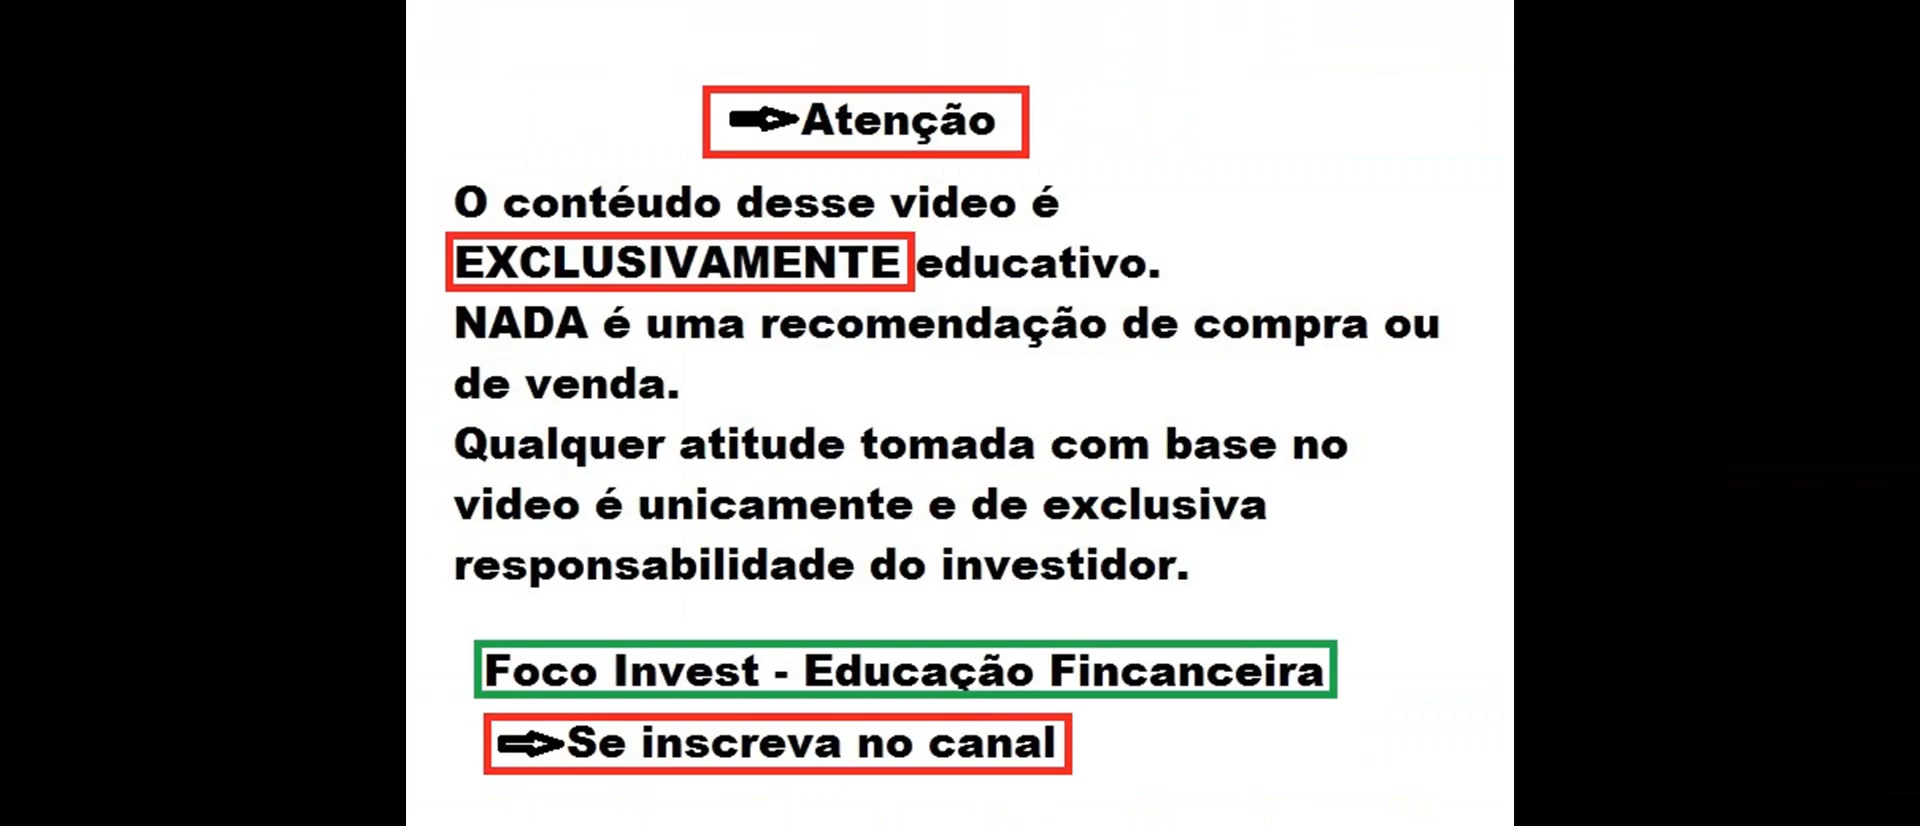 Atenção
O contéudo desse video é
EXCLUSIVAMENTE educativo.
NADA é uma recomendação de compra ou
de venda.
Qualquer atitude tomada com base no
video é unicamente e de exclusiva
responsabilidade do investidor.
Foco Invest - Educação Fincanceira
Se inscreva no canal